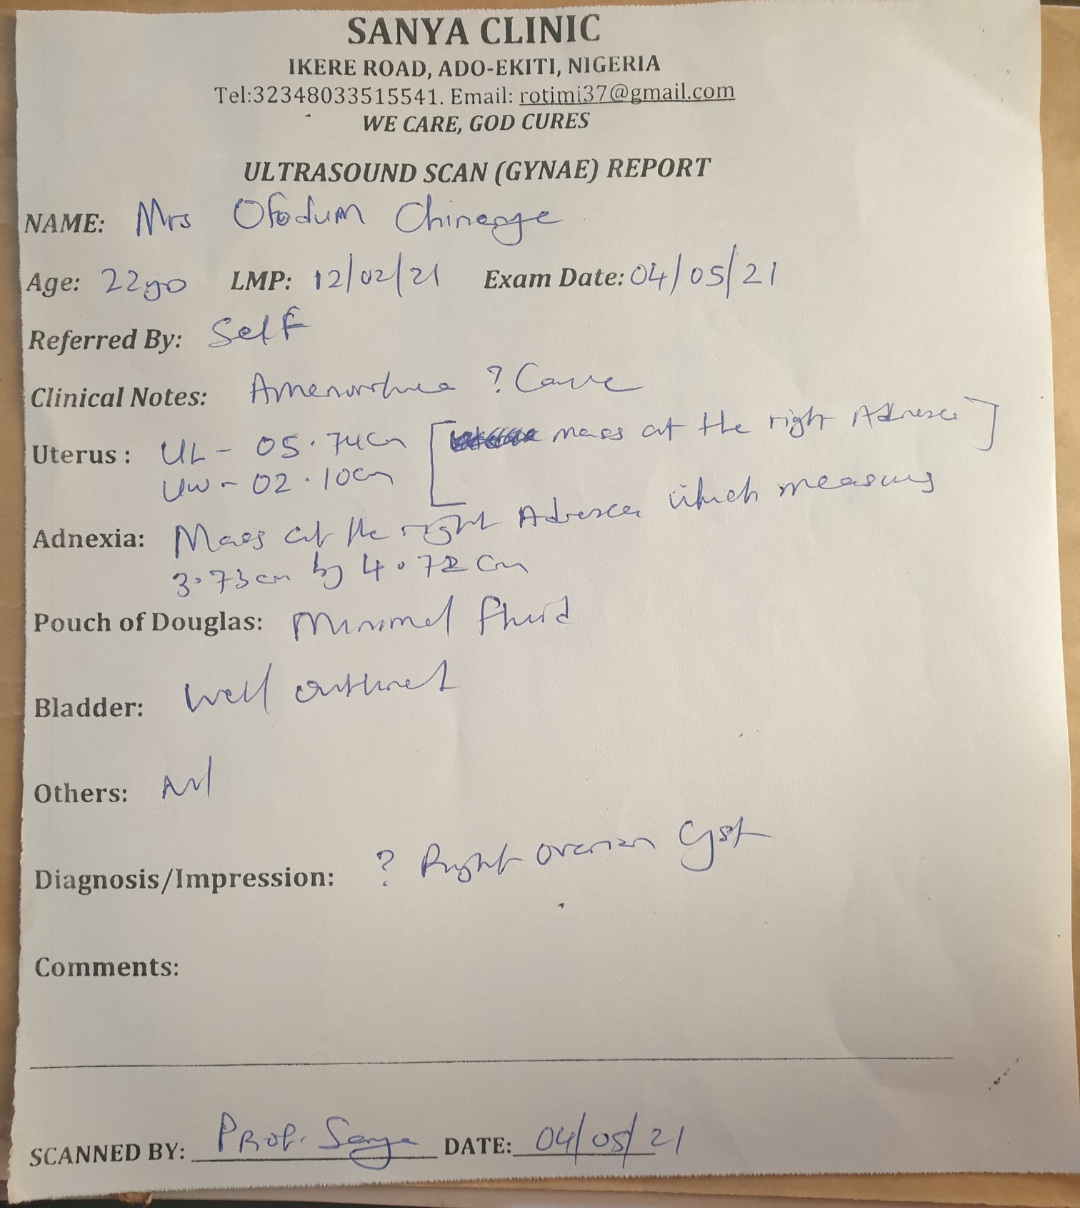 SANYA CLINIC
IKERE ROAD, ADO-EKITI, NIGERIA
Tel:32348033515541. Email: rotimi37@gmail.com
WE CARE, GOD CURES
ULTRASOUND SCAN (GYNAE) REPORT
NAME: Mrs Ofodum
Age: 22yo LMP: 12/02/21 Exam Date: 04/05/21
Referred By: Self
Clinical Notes: Amenorrhea ? Cause
Uterus : UL - 05.74cm [mass at the right Adnexa]
UW - 02.10cm
Adnexia: Mass at the right Adnexa which measures
3.73cm by 4.72cm
Pouch of Douglas: Minimal fluid
Bladder: Well outlined
Others: Nil
Diagnosis/Impression: ? Right ovarian Cyst
Comments:
SCANNED BY: Prof. Sanya DATE: 04/05/21